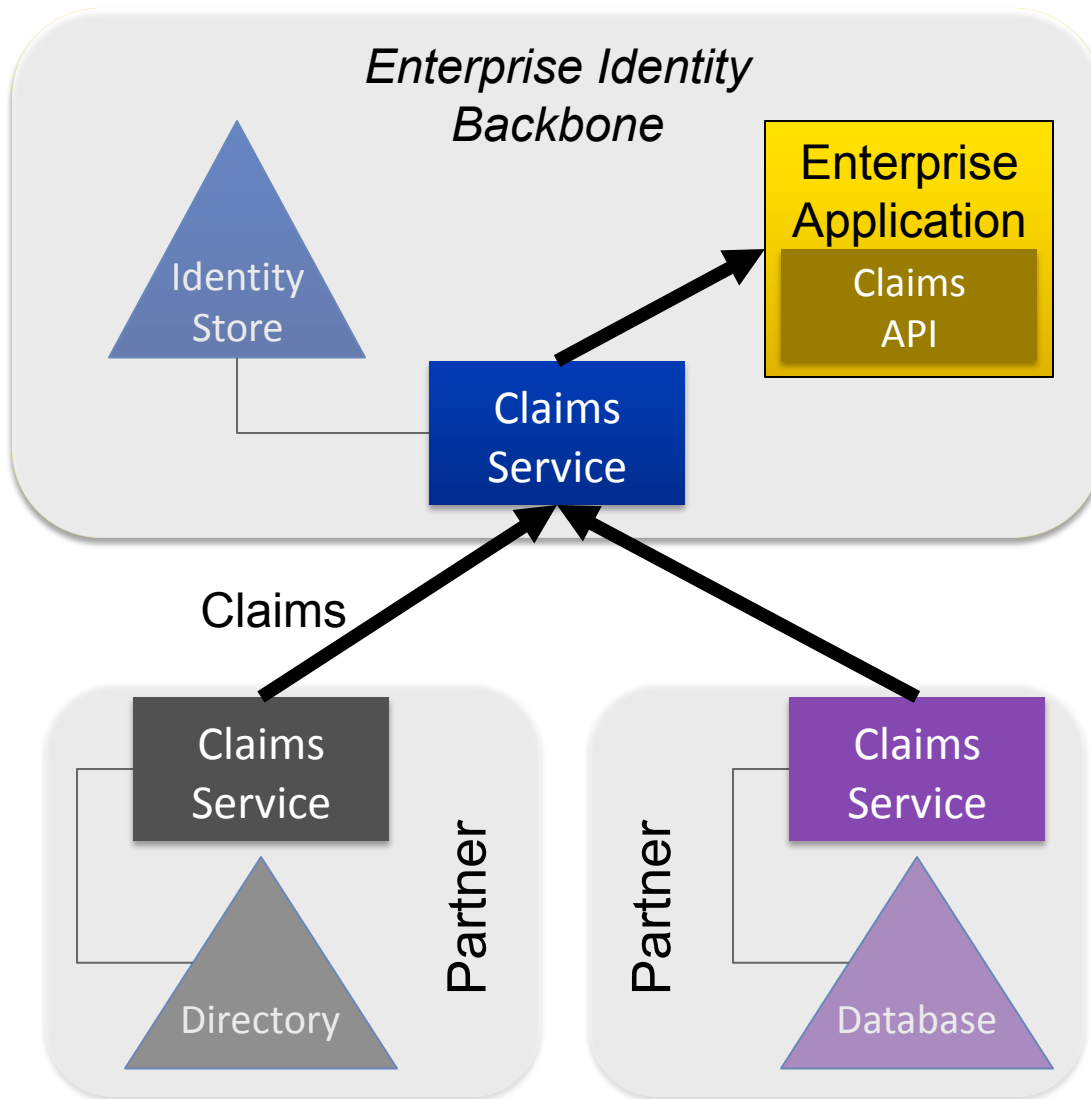 Enterprise Identity
Backbone
Enterprise
Application
Claims
API
Identity
Store
Claims
Service
Claims
Claims
Service
Partner
Directory
Claims
Service
Partner
Database